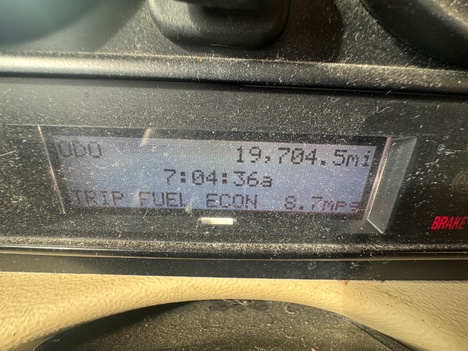 ODO 19,704.5mi
7:04:36a
TRIP FUEL ECON 8.7mpg
BRAKE